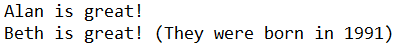 Alan is great!
Beth is great! (They were born in 1991)